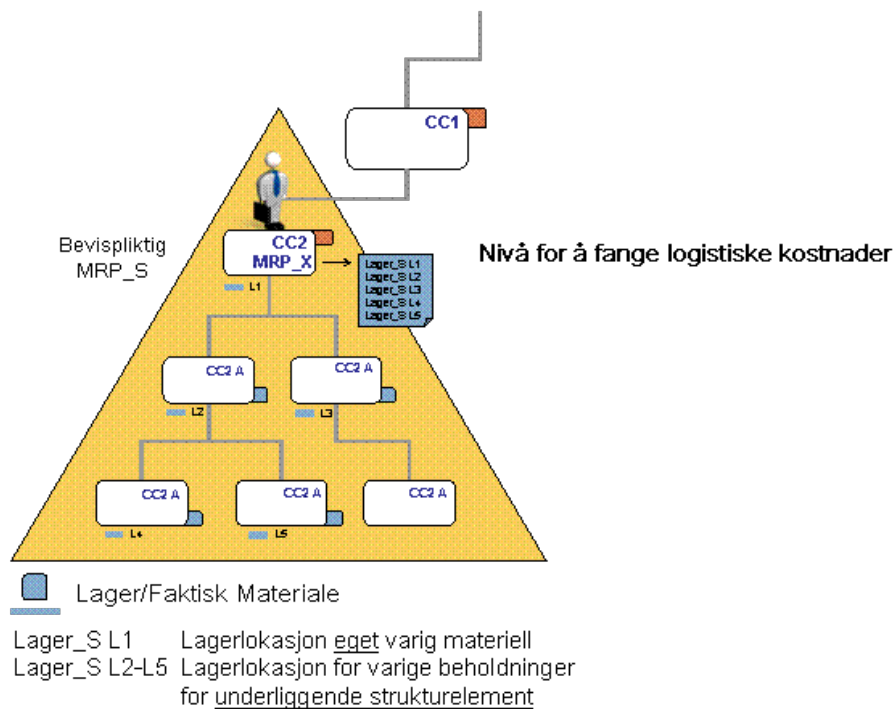 CC1
Bevispliktig
MRP_S
CC2
MRP_X
L1
Lager_S L1
Lager_S L2
Lager_S L3
Lager_S L4
Lager_S L5
Nivå for å fange logistiske kostnader
CC2 A
L2
CC2 A
L3
CC2 A
L4
CC2 A
L5
CC2 A
Lager/Faktisk Materiale
Lager_S L1 Lagerlokasjon eget varig materiell
Lager_S L2-L5 Lagerlokasjon for varige beholdninger
for underliggende strukturelement